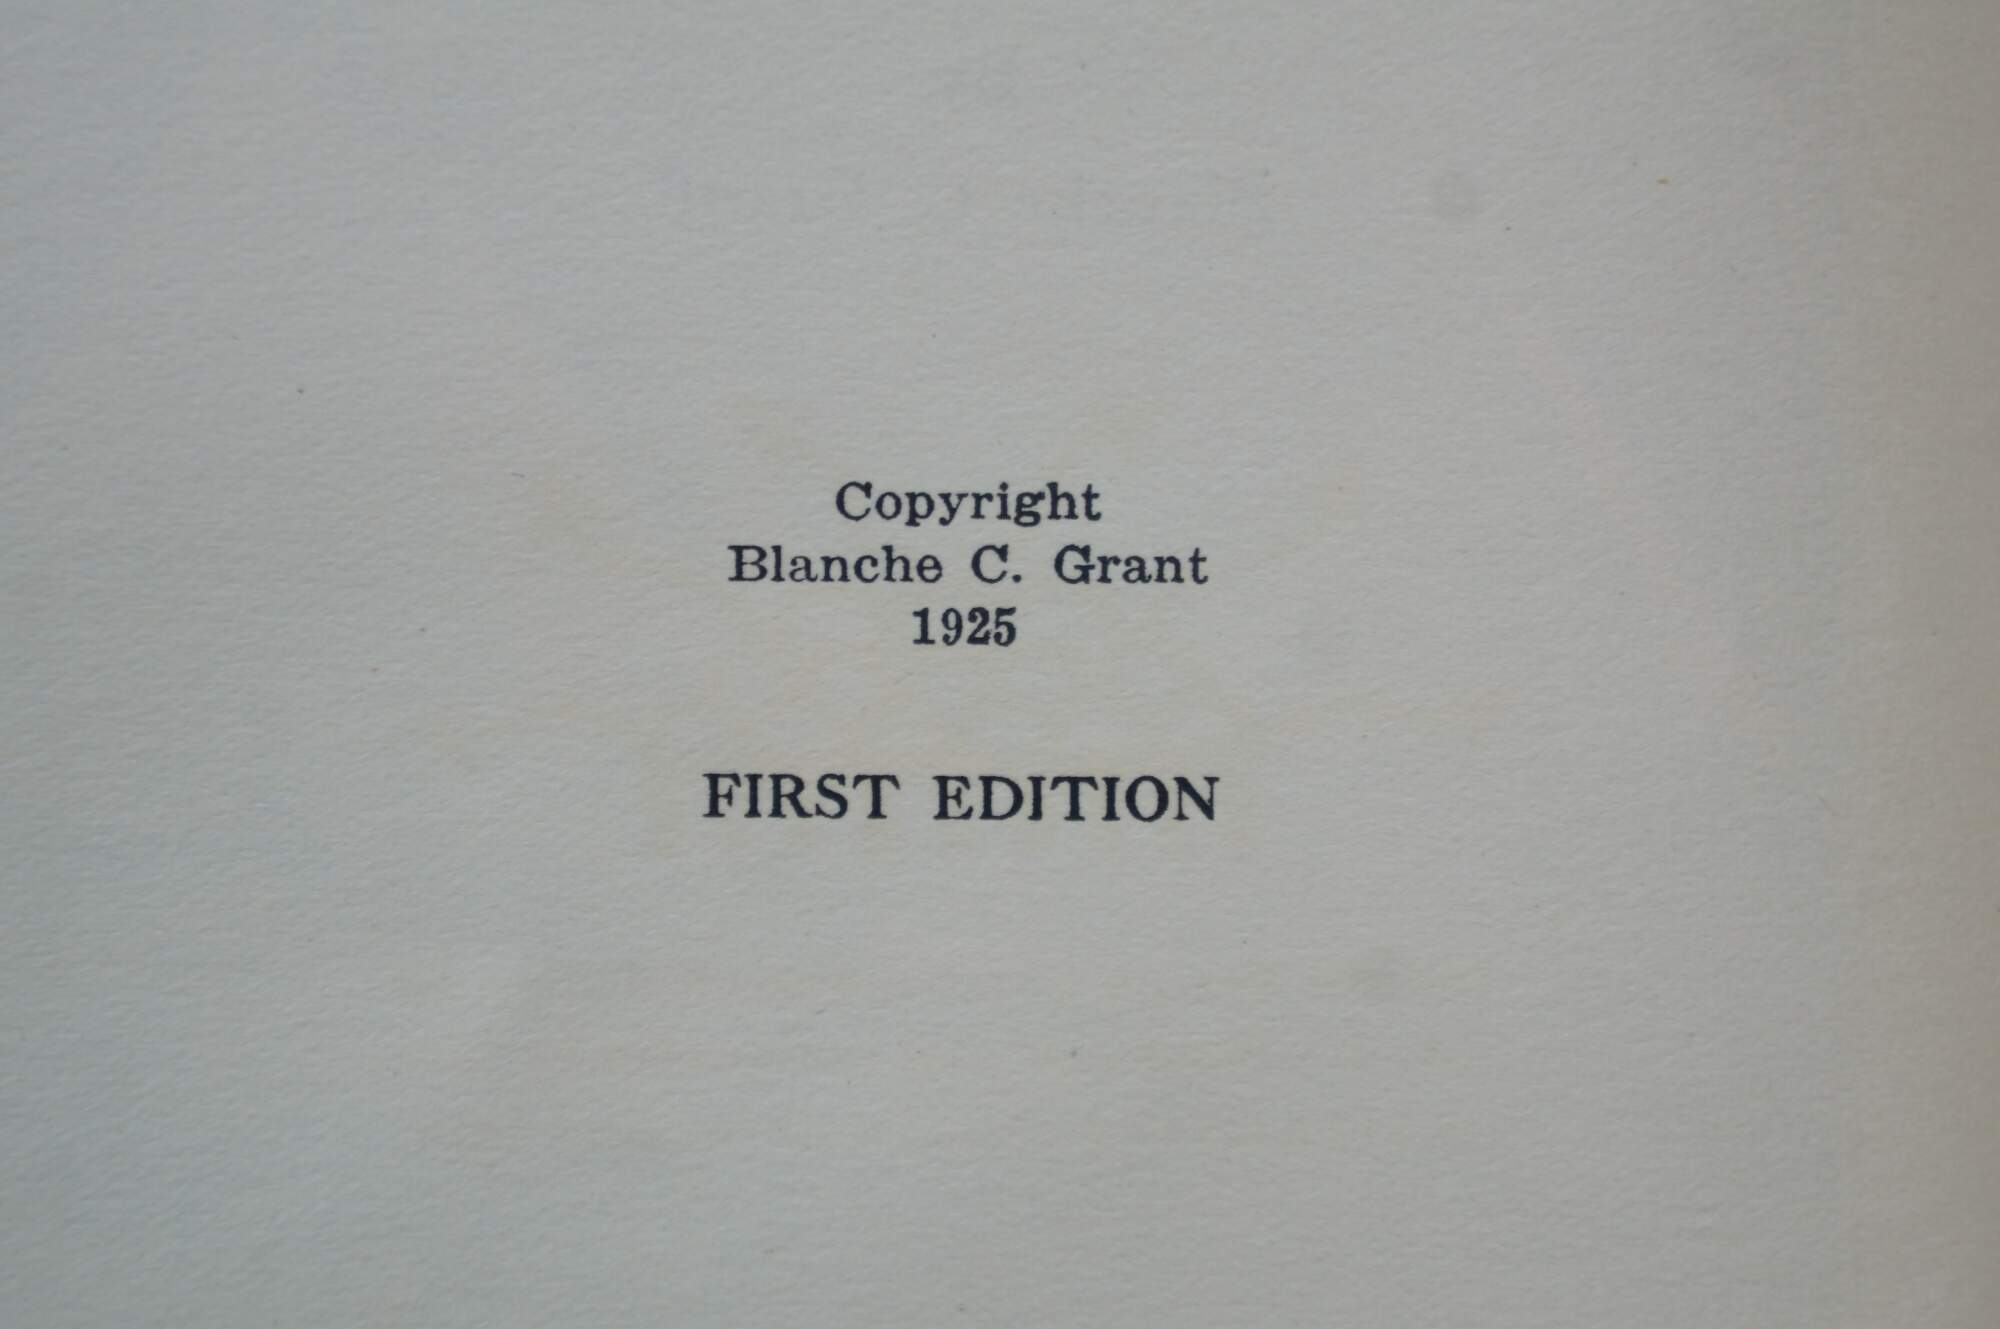 Copyright
Blanche C. Grant
1925
FIRST EDITION